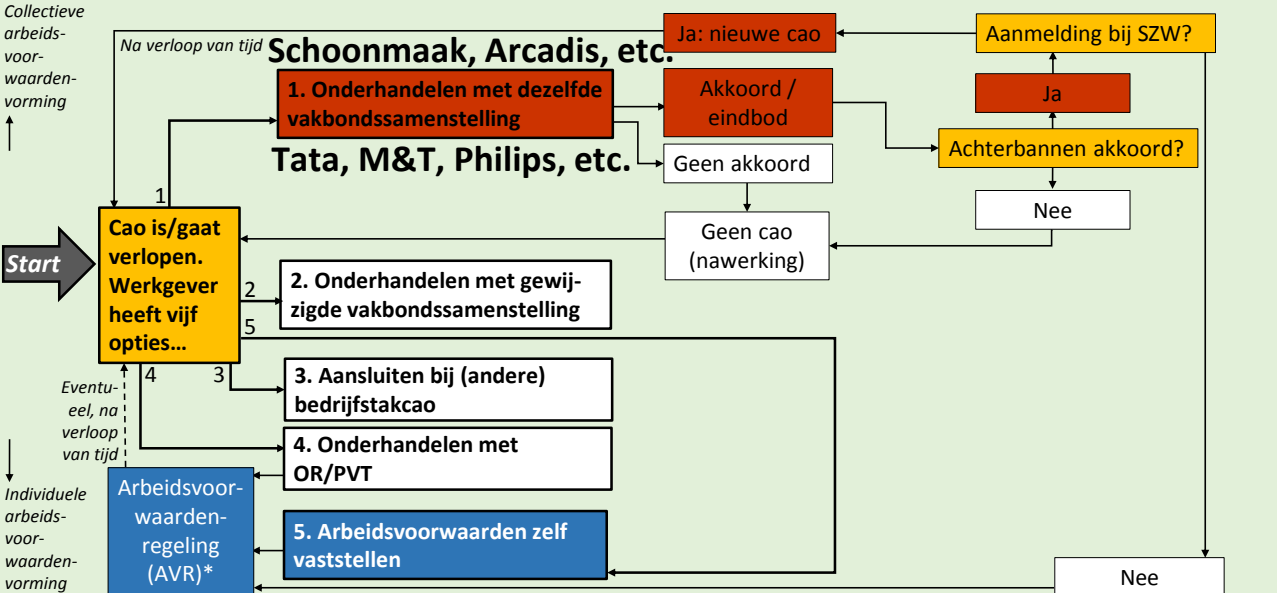 Collectieve
arbeids-
voor-
waarden-
vorming
Na verloop van tijd
Schoonmaak, Arcadis, etc.
Ja: nieuwe cao
Aanmelding bij SZW?
1. Onderhandelen met dezelfde
vakbondssamenstelling
Akkoord /
eindbod
Ja
Achterbannen akkoord?
Tata, M&T, Philips, etc.
Geen akkoord
Nee
1
Geen cao
(nawerking)
Start
Cao is/gaat
verlopen.
Werkgever
heeft vijf
opties…
2
5
2. Onderhandelen met gewij-
zigde vakbondssamenstelling
4
3
3. Aansluiten bij (andere)
bedrijfstakcao
Eventu-
eel, na
verloop
van tijd
4. Onderhandelen met
OR/PVT
Individuele
arbeids-
voor-
waarden-
vorming
Arbeidsvoor-
waarden-
regeling
(AVR)*
5. Arbeidsvoorwaarden zelf
vaststellen
Nee